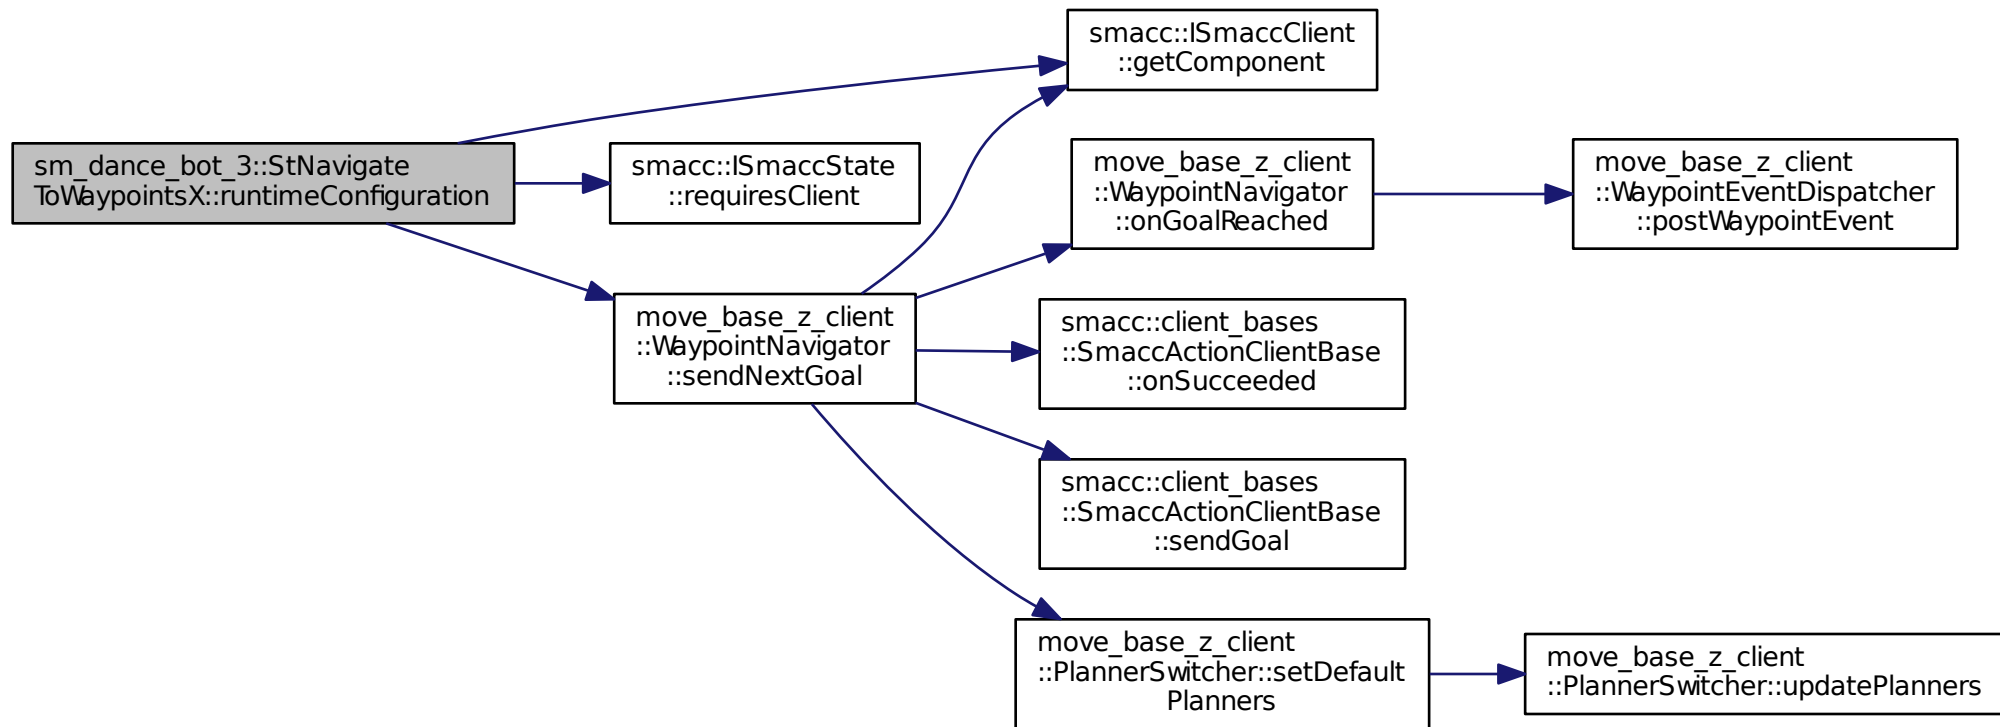 sm_dance_bot_3::StNavigate
ToWaypointsX::runtimeConfiguration
smacc::ISmaccClient
::getComponent
smacc::ISmaccState
::requiresClient
move_base_z_client
::WaypointNavigator
::sendNextGoal
move_base_z_client
::WaypointNavigator
::onGoalReached
move_base_z_client
::WaypointEventDispatcher
::postWaypointEvent
smacc::client_bases
::SmaccActionClientBase
::onSucceeded
smacc::client_bases
::SmaccActionClientBase
::sendGoal
move_base_z_client
::PlannerSwitcher::setDefault
Planners
move_base_z_client
::PlannerSwitcher::updatePlanners